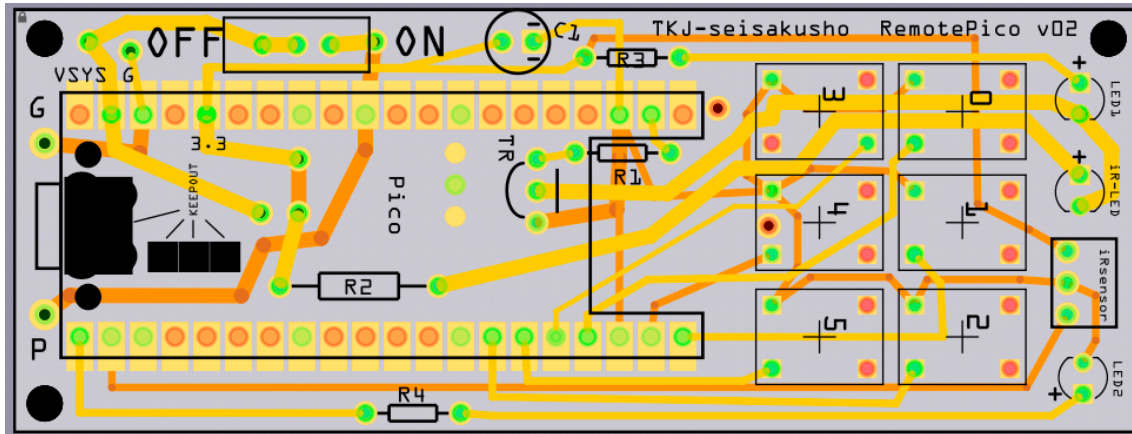 OFF
ON
C1
TKJ-seisakusho
RemotePico v02
VSYS G
R3
+
LED1
G
3
0
3.3
TR
R1
KEEPOUT
Pico
+
iR-LED
4
1
iRsensor
R2
5
2
P
R4
LED2
+